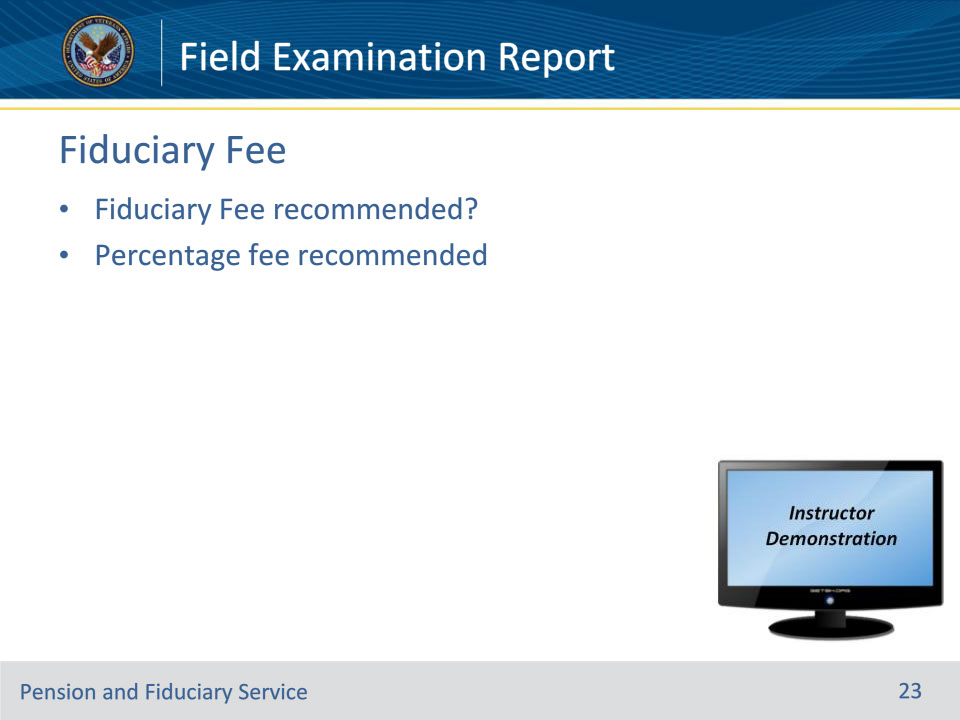 Field Examination Report
Fiduciary Fee
• Fiduciary Fee recommended?
• Percentage fee recommended
Instructor
Demonstration
Pension and Fiduciary Service
23